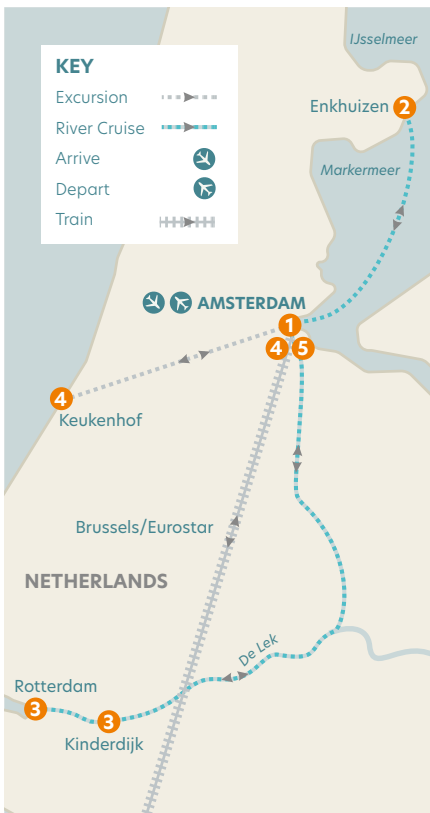 IJsselmeer
KEY
Excursion
River Cruise
Arrive
Depart
Train
Enkhuizen 2
Markermeer
AMSTERDAM
1
4 5
4
Keukenhof
Brussels/Eurostar
NETHERLANDS
De Lek
Rotterdam
3
3
Kinderdijk